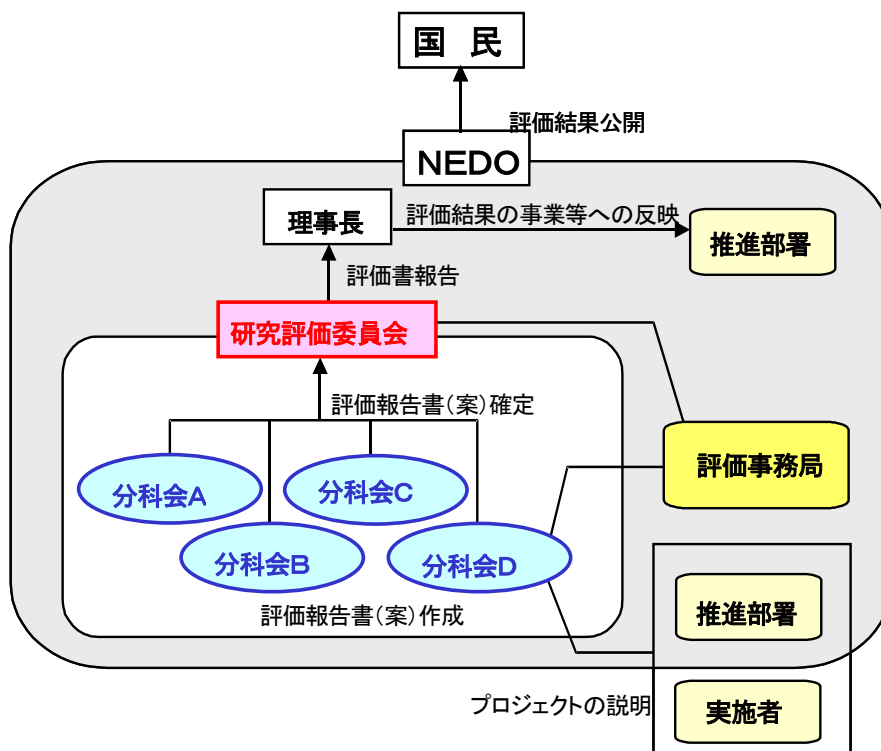 国 民
評価結果公開
NEDO
理事長
評価結果の事業等への反映
推進部署
評価書報告
研究評価委員会
評価報告書(案)確定
評価事務局
分科会A
分科会C
分科会B
分科会D
評価報告書(案)作成
推進部署
プロジェクトの説明
実施者